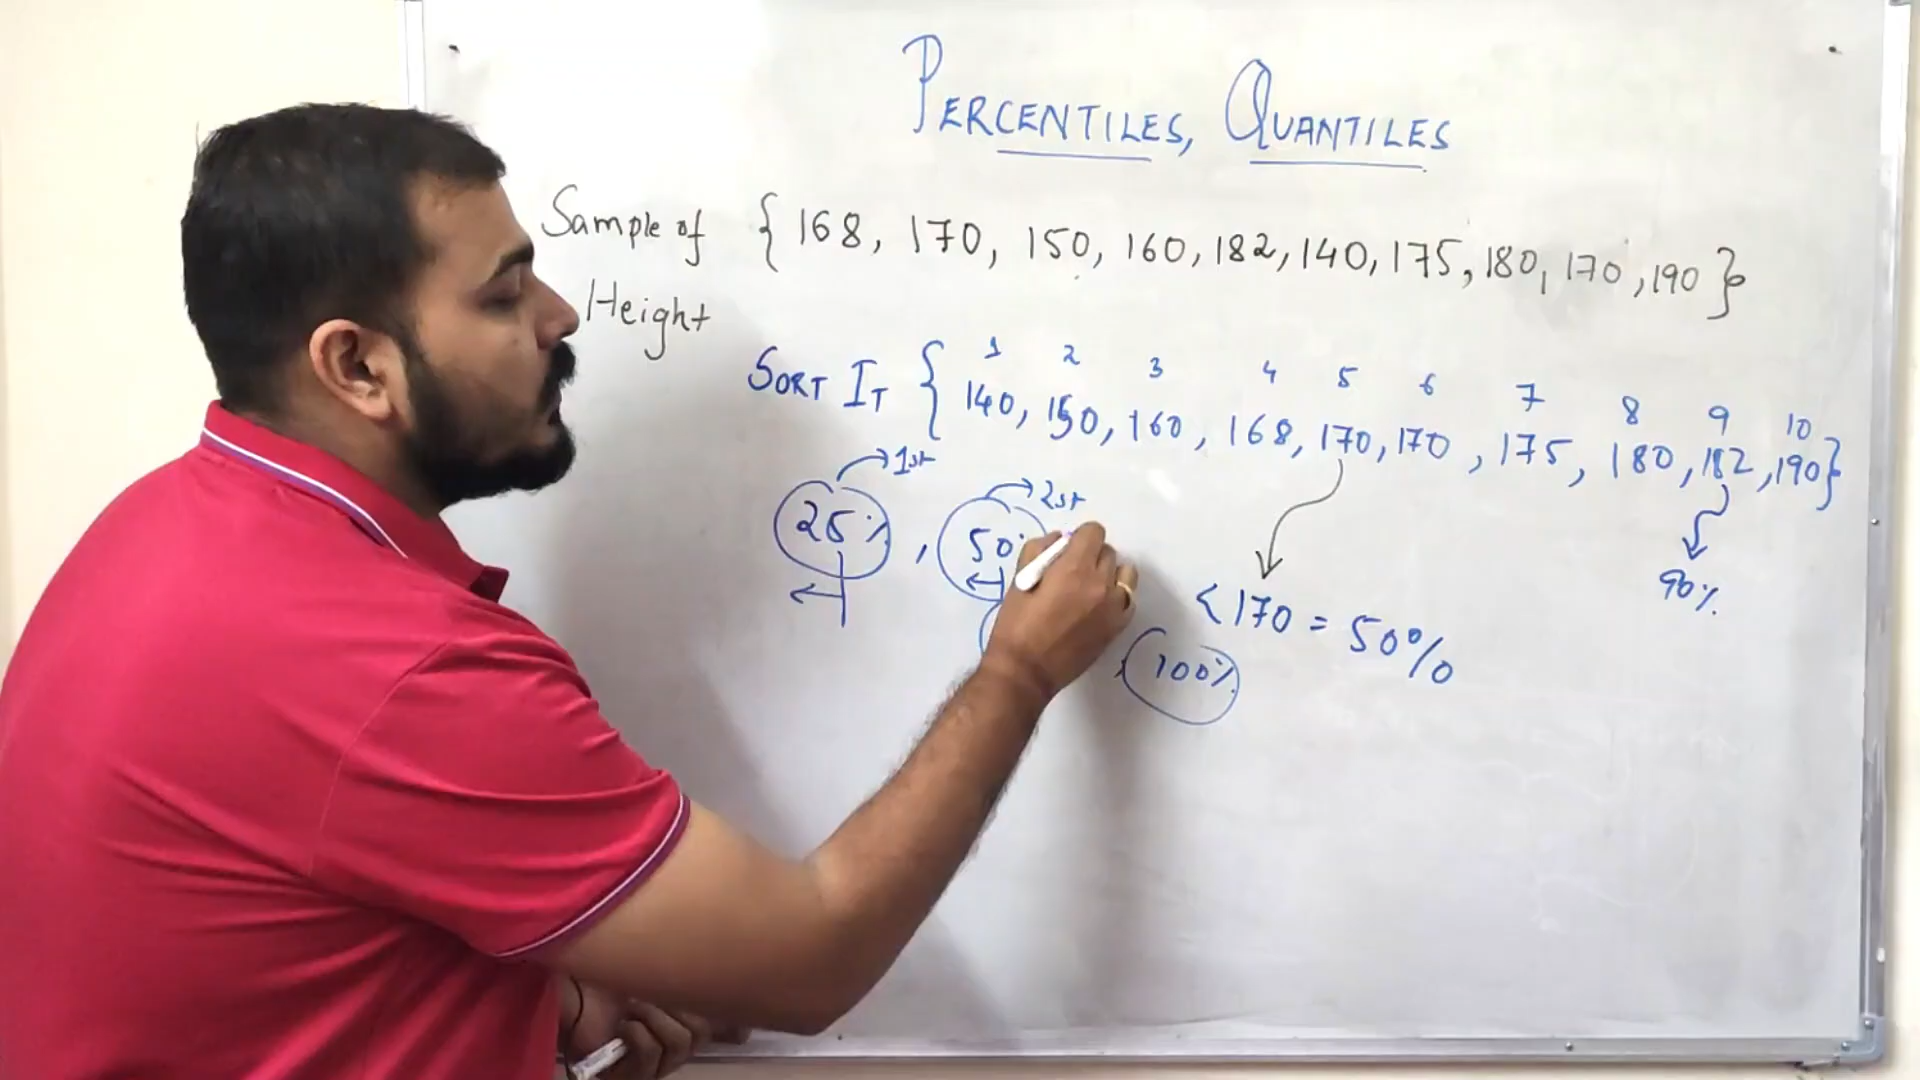 PERCENTILES, QUANTILES
Sample of { 168, 170, 150, 160, 182, 140, 175, 180, 170, 190 }
Height
1 2 3 4 5 6 7 8 9 10
SORT IT { 140, 150, 160, 168, 170, 170, 175, 180, 182, 190 }
1st
2st
25% , 50
90%
< 170 = 50%
, 100%